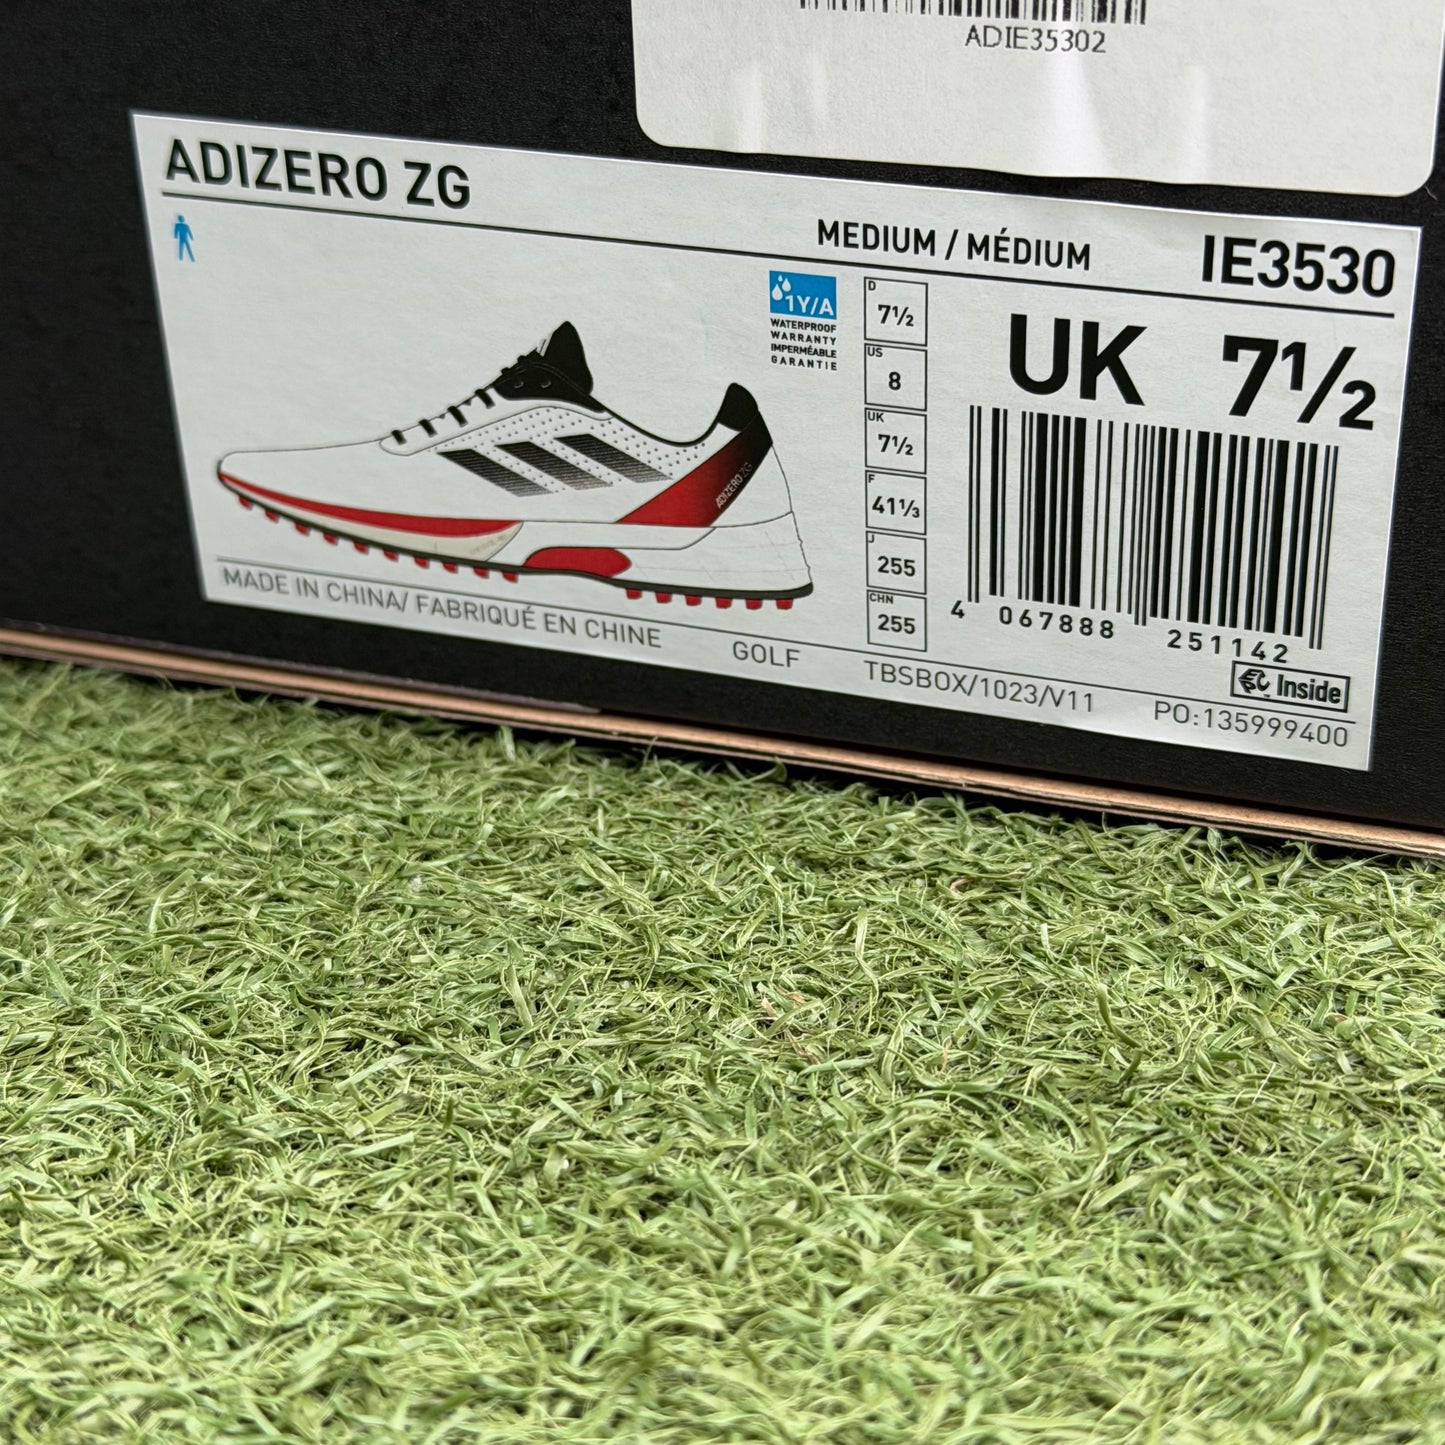 ADIE35302
ADIZERO ZG
MEDIUM / MÉDIUM
IE3530
1Y/A
WATERPROOF
WARRANTY
IMPERMÉABLE
GARANTIE
D
7½
US
8
UK
7½
F
41⅓
J
255
CHN
255
UK 7½
ADIZERO ZG
4 067888 251142
Inside
MADE IN CHINA/ FABRIQUÉ EN CHINE
GOLF
TBSBOX/1023/V11
PO:135999400